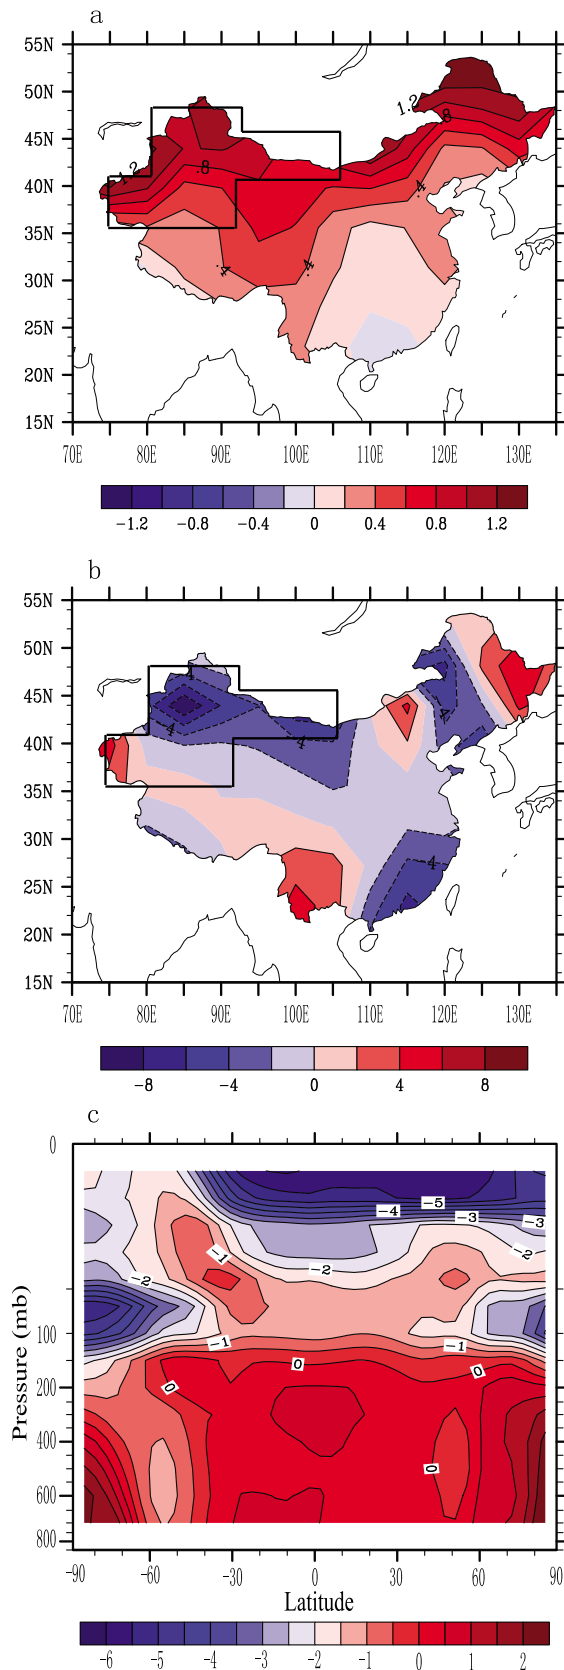 a
55N
50N
45N
40N
35N
30N
25N
20N
15N
1.2
.8
1.2
.8
.4
.4
.4
70E 80E 90E 100E 110E 120E 130E
-1.2 -0.8 -0.4 0 0.4 0.8 1.2
b
55N
50N
45N
40N
35N
30N
25N
20N
15N
4
4
4
4
4
70E 80E 90E 100E 110E 120E 130E
-8 -4 0 4 8
c
0
100
200
400
600
800
Pressure (mb)
-5
-4
-3
-3
-1
-2
-2
-2
-1
-1
0
0
0
0
-90 -60 -30 0 30 60 90
Latitude
-6 -5 -4 -3 -2 -1 0 1 2